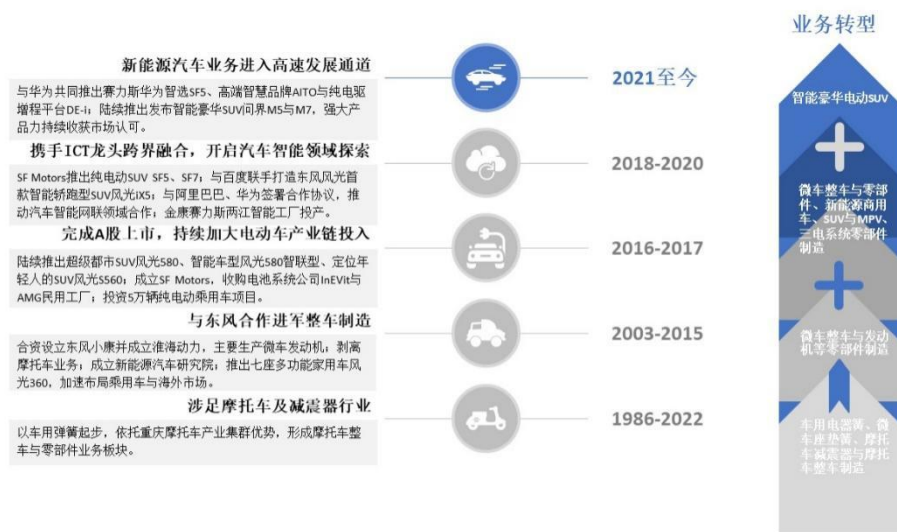 业务转型
新能源汽车业务进入高速发展通道
与华为共同推出赛力斯华为智选SF5、高端智慧品牌AITO与纯电驱
增程平台DE-i；陆续推出发布智能豪华SUV问界M5与M7，强大产
品力持续收获市场认可。
2021至今
携手ICT龙头跨界融合，开启汽车智能领域探索
SF Motors推出纯电动SUV SF5、SF7；与百度联手打造东风风光首
款智能轿跑型SUV风光iX5；与阿里巴巴、华为签署合作协议，推
动汽车智能网联领域合作；金康赛力斯两江智能工厂投产。
2018-2020
完成A股上市，持续加大电动车产业链投入
陆续推出超级都市SUV风光580、智能车型风光580智联型、定位年
轻人的SUV风光S560；成立SF Motors，收购电池系统公司InEVit与
AMG民用工厂；投资5万辆纯电动乘用车项目。
2016-2017
与东风合作进军整车制造
合资设立东风小康并成立淮海动力，主要生产微车发动机；剥离
摩托车业务；成立新能源汽车研究院；推出七座多功能家用车风
光360，加速布局乘用车与海外市场。
2003-2015
涉足摩托车及减震器行业
以车用弹簧起步，依托重庆摩托车产业集群优势，形成摩托车整
车与零部件业务板块。
1986-2022
智能豪华电动SUV
微车整车与零部
件、新能源商用
车、SUV与MPV、
三电系统零部件
制造
微车整车与发动
机等零部件制造
车用电器簧、微
车座垫簧、摩托
车减震器与摩托
车整车制造